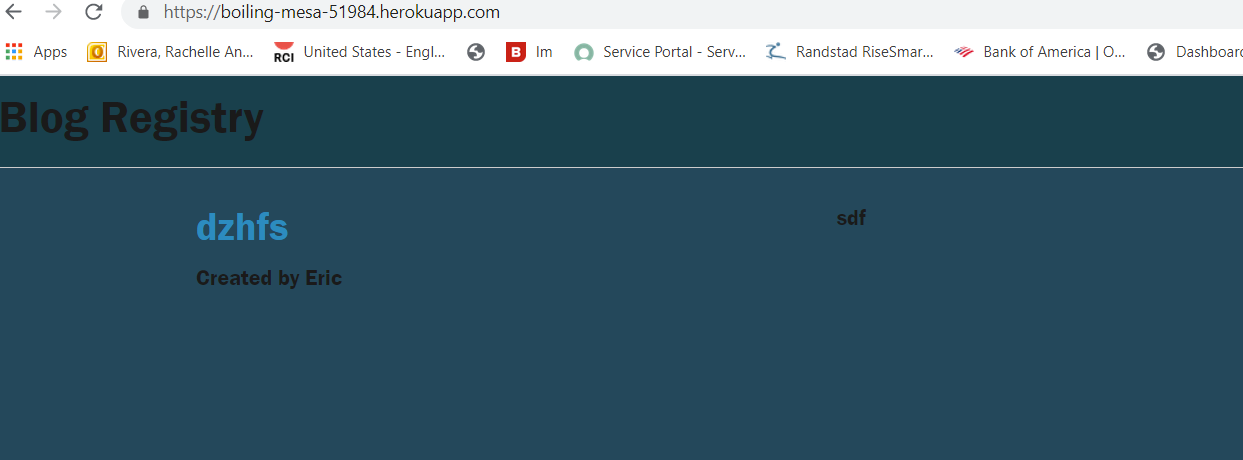 https://boiling-mesa-51984.herokuapp.com
Apps Rivera, Rachelle An... RCI United States - Engl... B Im Service Portal - Serv... Randstad RiseSmar... Bank of America | O... Dashboard
Blog Registry
dzhfs sdf
Created by Eric